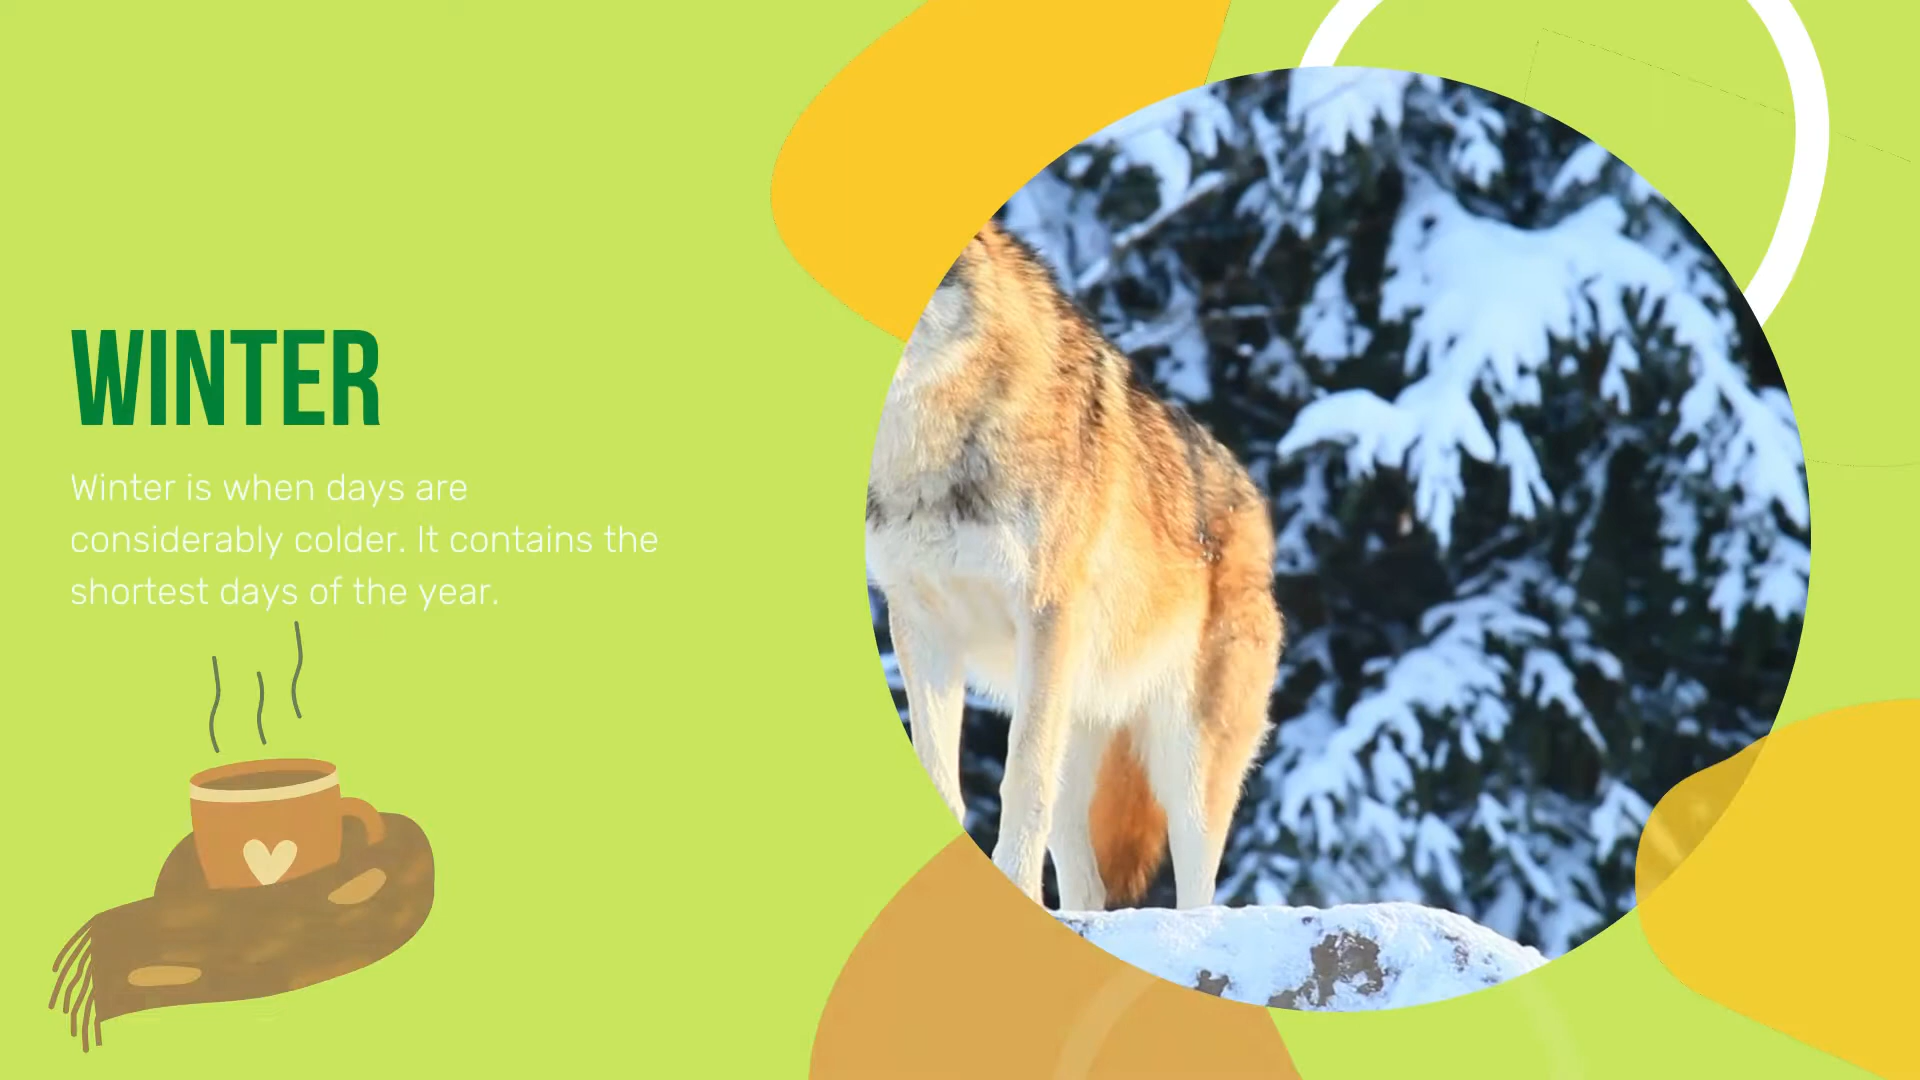 WINTER
Winter is when days are
considerably colder. It contains the
shortest days of the year.